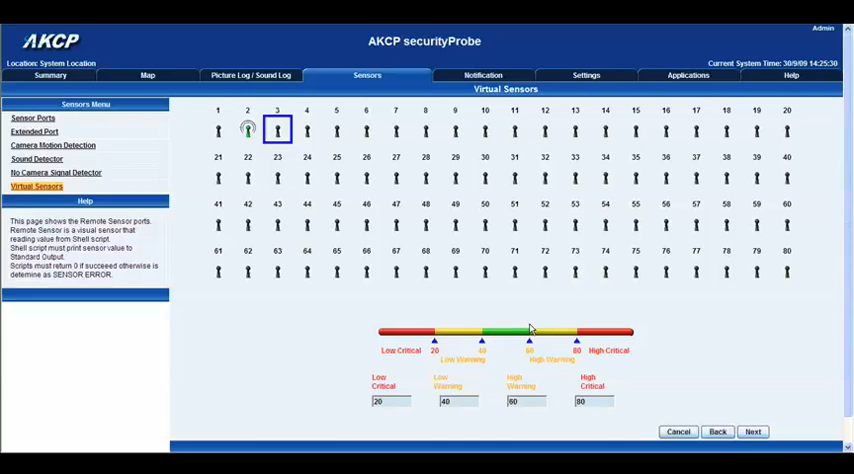 Admin
AKCP
AKCP securityProbe
Location: System Location
Current System Time: 30/9/09 14:25:30
Summary Map Picture Log / Sound Log Sensors Notification Settings Applications Help
Sensors Menu
Virtual Sensors
Sensor Ports
Extended Port
Camera Motion Detection
Sound Detector
No Camera Signal Detector
Virtual Sensors
Help
This page shows the Remote Sensor ports.
Remote Sensor is a visual sensor that
reading value from Shell script.
Shell script must print sensor value to
Standard Output.
Scripts must return 0 if succeed otherwise is
determine as SENSOR ERROR.
1 2 3 4 5 6 7 8 9 10 11 12 13 14 15 16 17 18 19 20
21 22 23 24 25 26 27 28 29 30 31 32 33 34 35 36 37 38 39 40
41 42 43 44 45 46 47 48 49 50 51 52 53 54 55 56 57 58 59 60
61 62 63 64 65 66 67 68 69 70 71 72 73 74 75 76 77 78 79 80
Low Critical 20 40 60 80 High Critical
Low Warning High Warning
Low Critical Low Warning High Warning High Critical
20 40 60 80
Cancel Back Next